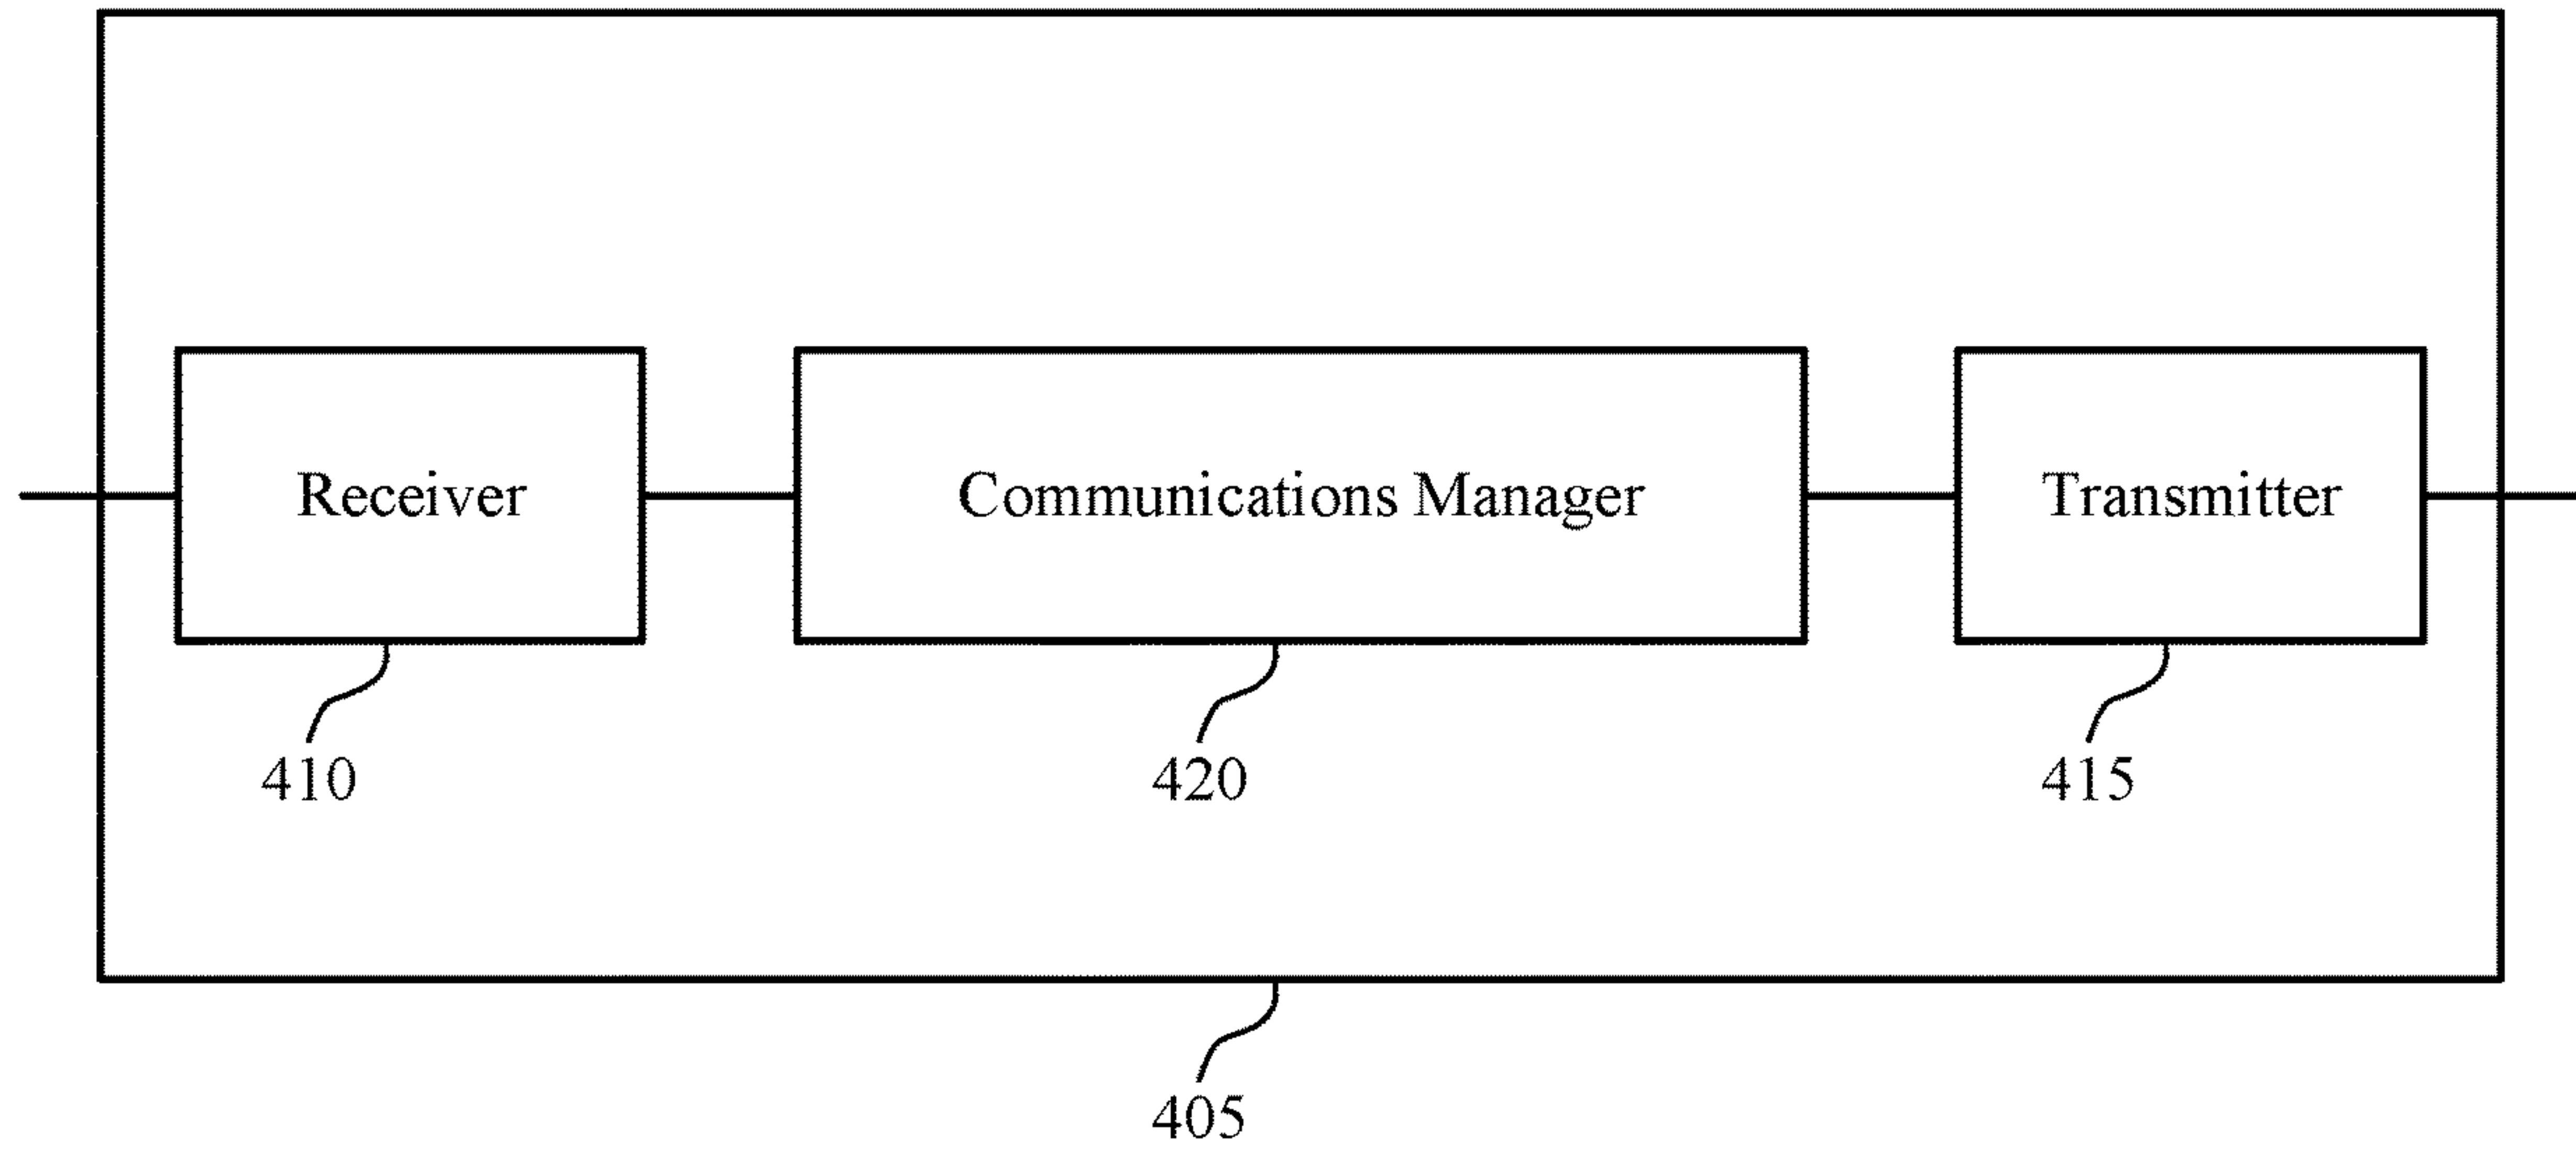 Receiver
Communications Manager
Transmitter
410
420
415
405